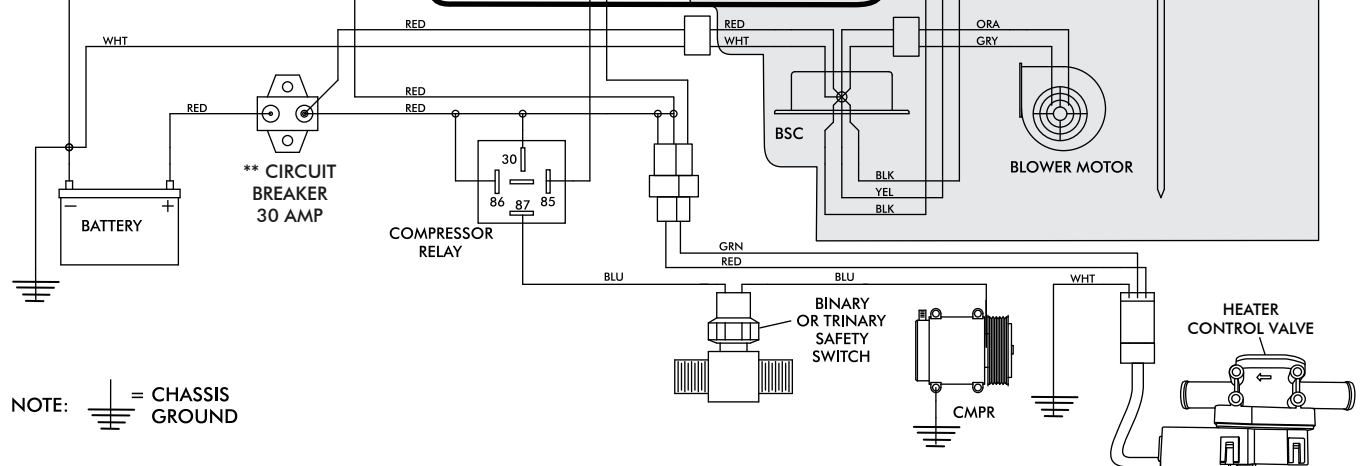 RED
RED
ORA
WHT
WHT
GRY
RED
RED
RED
BSC
BLOWER MOTOR
** CIRCUIT
BREAKER
30 AMP
30
86
87
85
BLK
YEL
BLK
−
+
BATTERY
COMPRESSOR
RELAY
GRN
RED
BLU
BLU
WHT
BINARY
OR TRINARY
SAFETY
SWITCH
HEATER
CONTROL VALVE
NOTE:
= CHASSIS
GROUND
CMPR